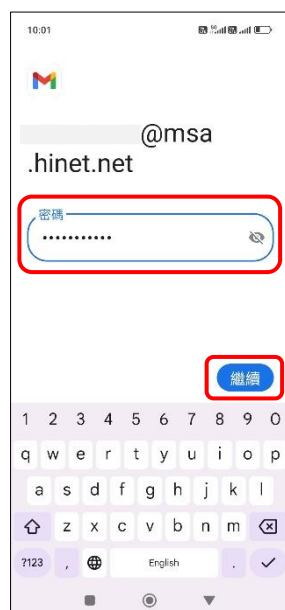 10:01
@msa
.hinet.net
密碼
•••••••••••
繼續
1 2 3 4 5 6 7 8 9 0
q w e r t y u i o p
a s d f g h j k l
z x c v b n m
?123 , English .